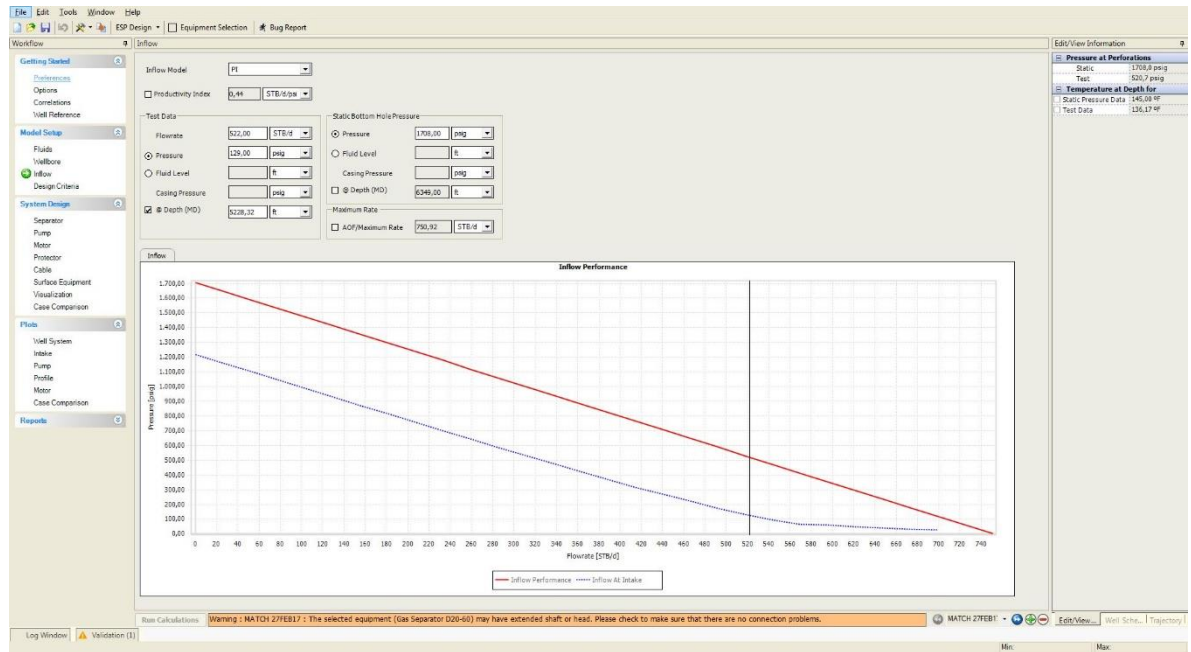 File Edit Tools Window Help
ESP Design Equipment Selection Bug Report
Workflow
Getting Started
Preferences
Options
Correlations
Well Reference
Model Setup
Fluids
Wellbore
Inflow
Design Criteria
System Design
Separator
Pump
Motor
Protector
Cable
Surface Equipment
Visualization
Case Comparison
Plots
Well System
Intake
Pump
Profile
Motor
Case Comparison
Reports
Inflow
Inflow Model PI
Productivity Index 0,44 STB/d/psi
Test Data
Flowrate 522,00 STB/d
Pressure 129,00 psig
Fluid Level ft
Casing Pressure psig
@ Depth (MD) 5228,32 ft
Static Bottom Hole Pressure
Pressure 1708,00 psig
Fluid Level ft
Casing Pressure psig
@ Depth (MD) 6349,00 ft
Maximum Rate
AOF/Maximum Rate 750,92 STB/d
Inflow
Inflow Performance
Pressure [psig]
1.700,00
1.600,00
1.500,00
1.400,00
1.300,00
1.200,00
1.100,00
1.000,00
900,00
800,00
700,00
600,00
500,00
400,00
300,00
200,00
100,00
0,00
0 20 40 60 80 100 120 140 160 180 200 220 240 260 280 300 320 340 360 380 400 420 440 460 480 500 520 540 560 580 600 620 640 660 680 700 720 740
Flowrate [STB/d]
Inflow Performance Inflow At Intake
Edit/View Information
Pressure at Perforations
Static 1708,0 psig
Test 520,7 psig
Temperature at Depth for
Static Pressure Data 145,00 ºF
Test Data 136,17 ºF
Run Calculations Warning : MATCH 27FEB17 : The selected equipment (Gas Separator D20-60) may have extended shaft or head. Please check to make sure that there are no connection problems. MATCH 27FEB1
Edit/View... Well Sche... Trajectory
Log Window Validation (1)
Min: Max: